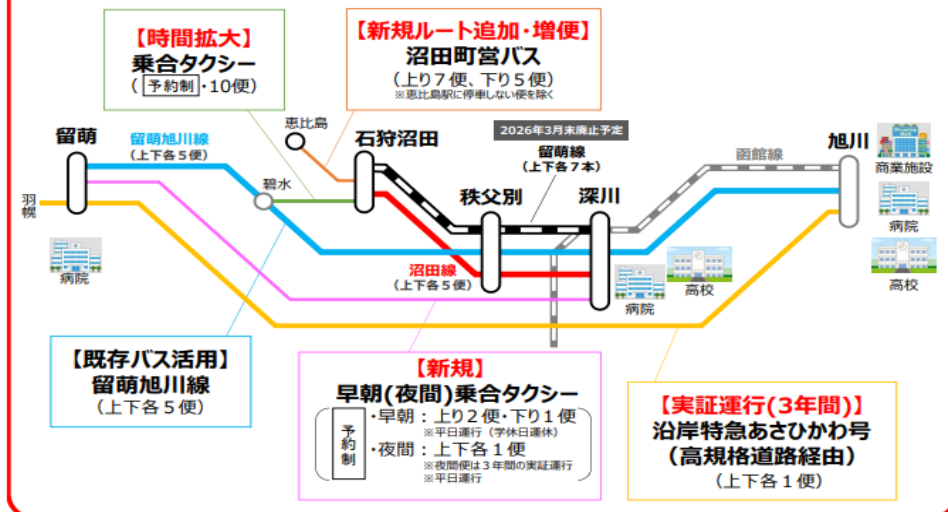 【時間拡大】
乗合タクシー
(予約制・10便)
【新規ルート追加・増便】
沼田町営バス
(上り7便、下り5便)
※恵比島駅に停車しない便を除く
恵比島
石狩沼田
2026年3月末廃止予定
留萌線
(上下各7本)
留萌
留萌旭川線
(上下各5便)
碧水
秩父別
深川
函館線
旭川
商業施設
病院
高校
羽幌
病院
沼田線
(上下各5便)
病院
高校
【既存バス活用】
留萌旭川線
(上下各5便)
【新規】
早朝(夜間)乗合タクシー
予約制
・早朝：上り2便・下り1便
※平日運行（学休日運休）
・夜間：上下各1便
※夜間便は3年間の実証運行
※平日運行
【実証運行(3年間)】
沿岸特急あさひかわ号
(高規格道路経由)
(上下各1便)